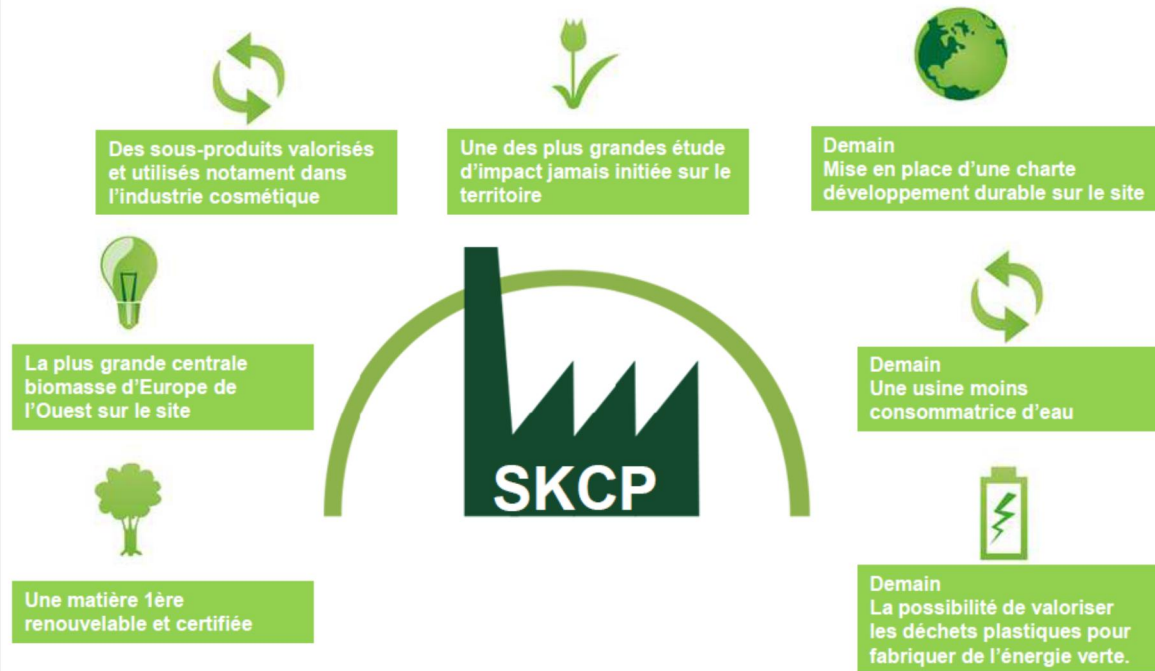 Des sous-produits valorisés
et utilisés notament dans
l'industrie cosmétique
Une des plus grandes étude
d'impact jamais initiée sur le
territoire
Demain
Mise en place d'une charte
développement durable sur le site
La plus grande centrale
biomasse d'Europe de
l'Ouest sur le site
Demain
Une usine moins
consommatrice d'eau
SKCP
Une matière 1ère
renouvelable et certifiée
Demain
La possibilité de valoriser
les déchets plastiques pour
fabriquer de l'énergie verte.